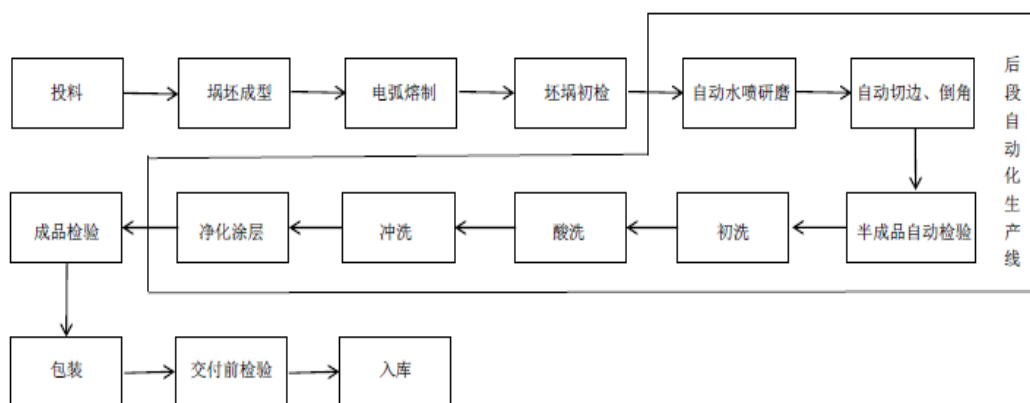 投料
埚坯成型
电弧熔制
坯埚初检
自动水喷研磨
自动切边、倒角
后段自动化生产线
成品检验
净化涂层
冲洗
酸洗
初洗
半成品自动检验
包装
交付前检验
入库